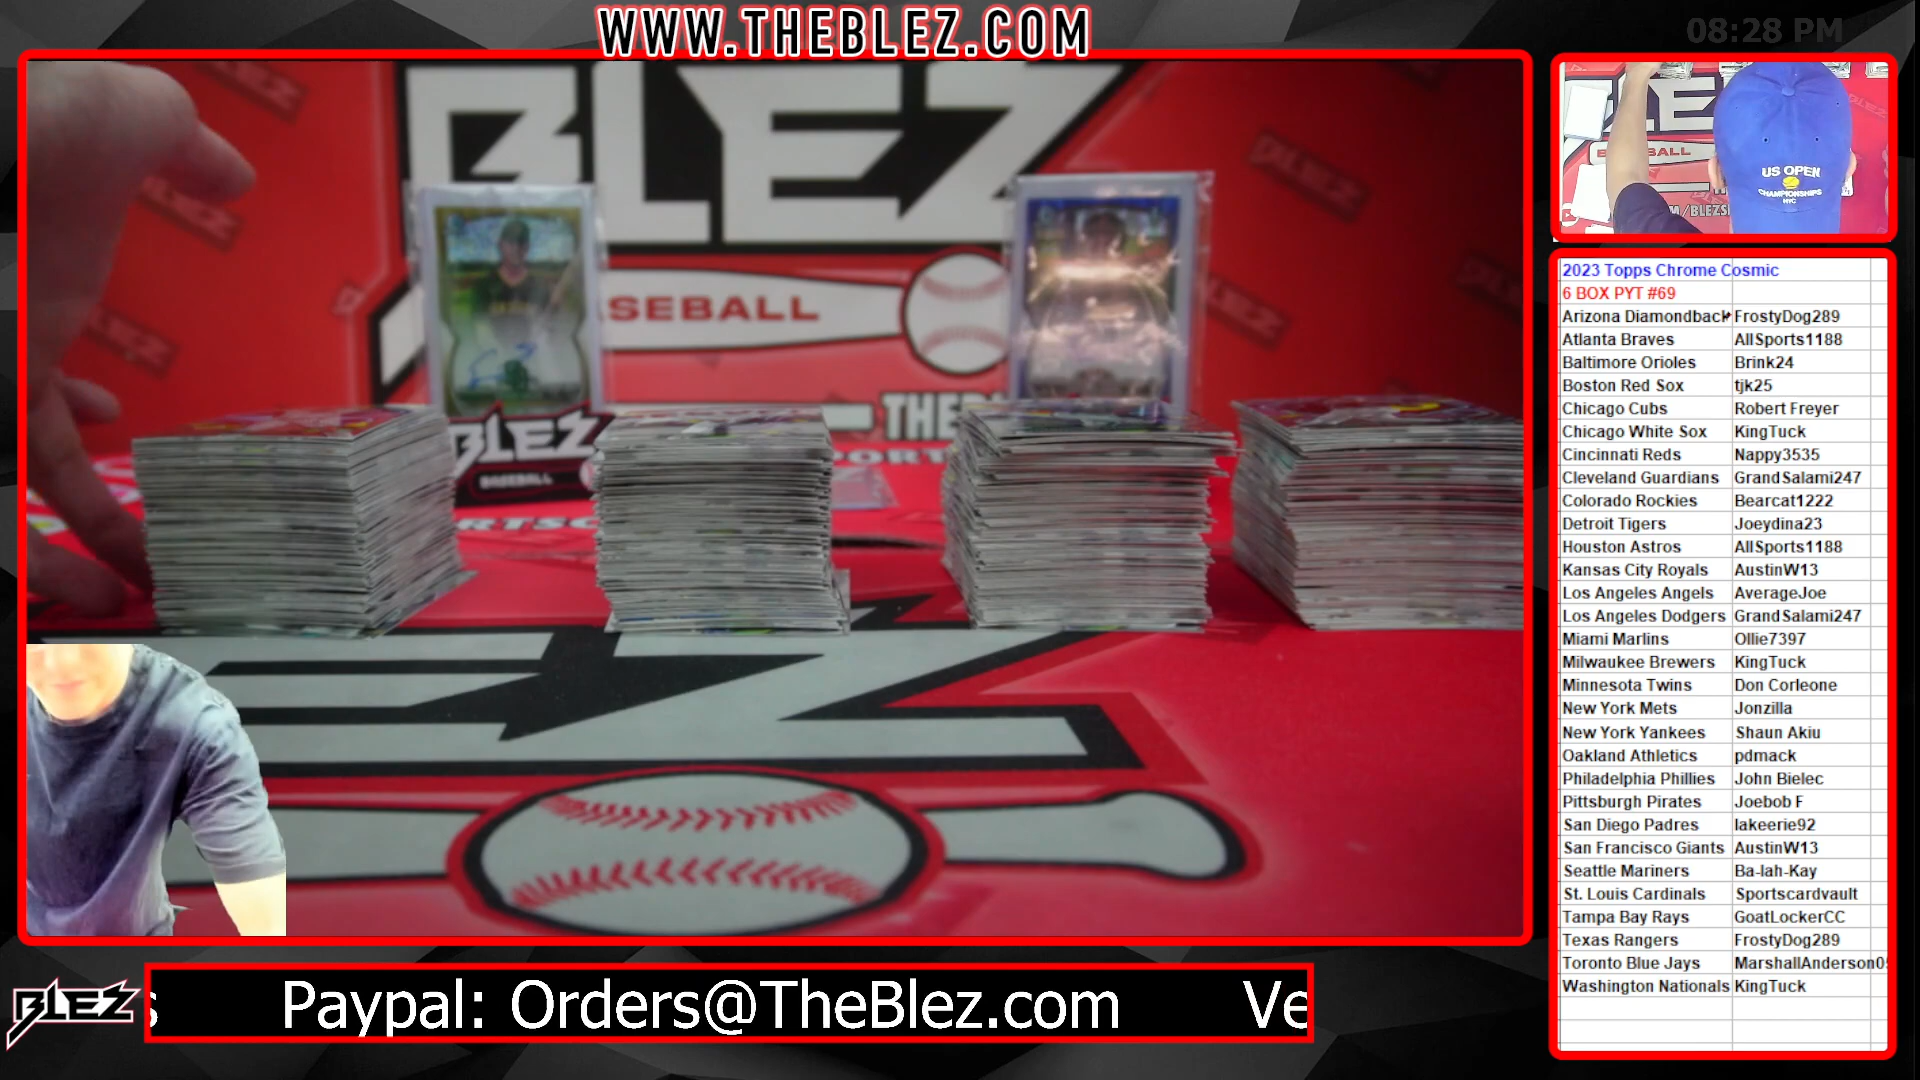 WWW.THEBLEZ.COM
08:28 PM
BLEZ
SEBALL
THE
BLEZ
BASEBALL
US OPEN
CHAMPIONSHIPS
NYC
2023 Topps Chrome Cosmic
6 BOX PYT #69
Arizona Diamondback FrostyDog289
Atlanta Braves AllSports1188
Baltimore Orioles Brink24
Boston Red Sox tjk25
Chicago Cubs Robert Freyer
Chicago White Sox KingTuck
Cincinnati Reds Nappy3535
Cleveland Guardians GrandSalami247
Colorado Rockies Bearcat1222
Detroit Tigers Joeydina23
Houston Astros AllSports1188
Kansas City Royals AustinW13
Los Angeles Angels AverageJoe
Los Angeles Dodgers GrandSalami247
Miami Marlins Ollie7397
Milwaukee Brewers KingTuck
Minnesota Twins Don Corleone
New York Mets Jonzilla
New York Yankees Shaun Akiu
Oakland Athletics pdmack
Philadelphia Phillies John Bielec
Pittsburgh Pirates Joebob F
San Diego Padres lakeerie92
San Francisco Giants AustinW13
Seattle Mariners Ba-lah-Kay
St. Louis Cardinals Sportscardvault
Tampa Bay Rays GoatLockerCC
Texas Rangers FrostyDog289
Toronto Blue Jays MarshallAnderson05
Washington Nationals KingTuck
BLEZ
s Paypal: Orders@TheBlez.com Ve